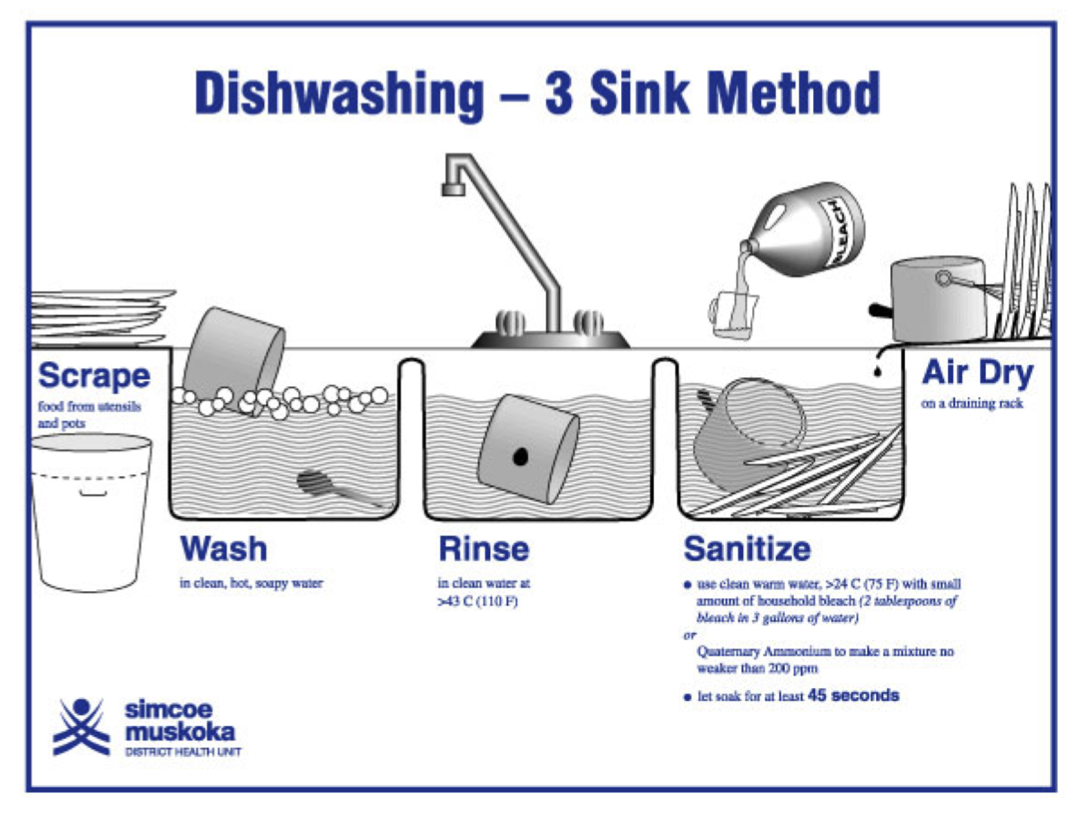 Dishwashing – 3 Sink Method
BLEACH
Scrape
food from utensils
and pots
Air Dry
on a draining rack
Wash
in clean, hot, soapy water
Rinse
in clean water at
>43 C (110 F)
Sanitize
● use clean warm water, >24 C (75 F) with small
amount of household bleach (2 tablespoons of
bleach in 3 gallons of water)
or
Quaternary Ammonium to make a mixture no
weaker than 200 ppm
● let soak for at least 45 seconds
simcoe
muskoka
DISTRICT HEALTH UNIT